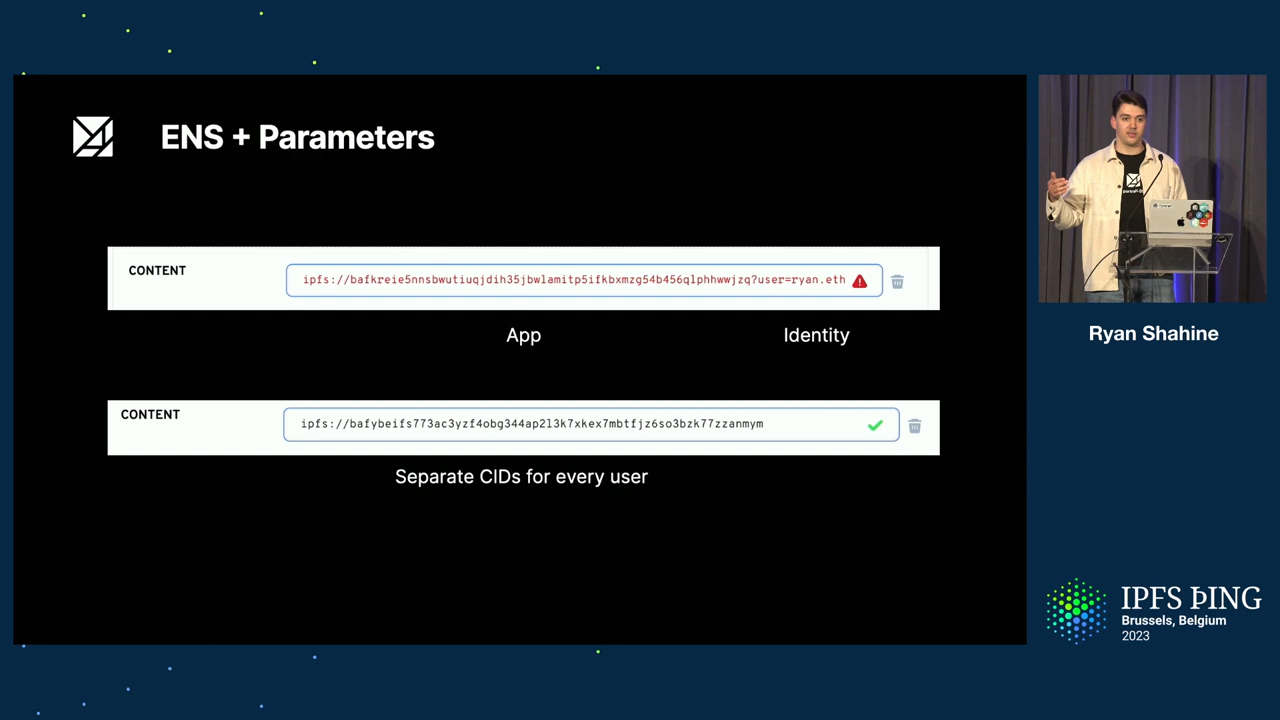 ENS + Parameters
CONTENT
ipfs://bafkreie5nnsbwutiuqjdih35jbwlamitp5ifkbxmzg54b456qlphhwwjzq?user=ryan.eth
App
Identity
CONTENT
ipfs://bafybeifs773ac3yzf4obg344ap2l3k7xkex7mbtfjz6so3bzk77zzanmym
Separate CIDs for every user
Ryan Shahine
IPFS ÞING
Brussels, Belgium
2023